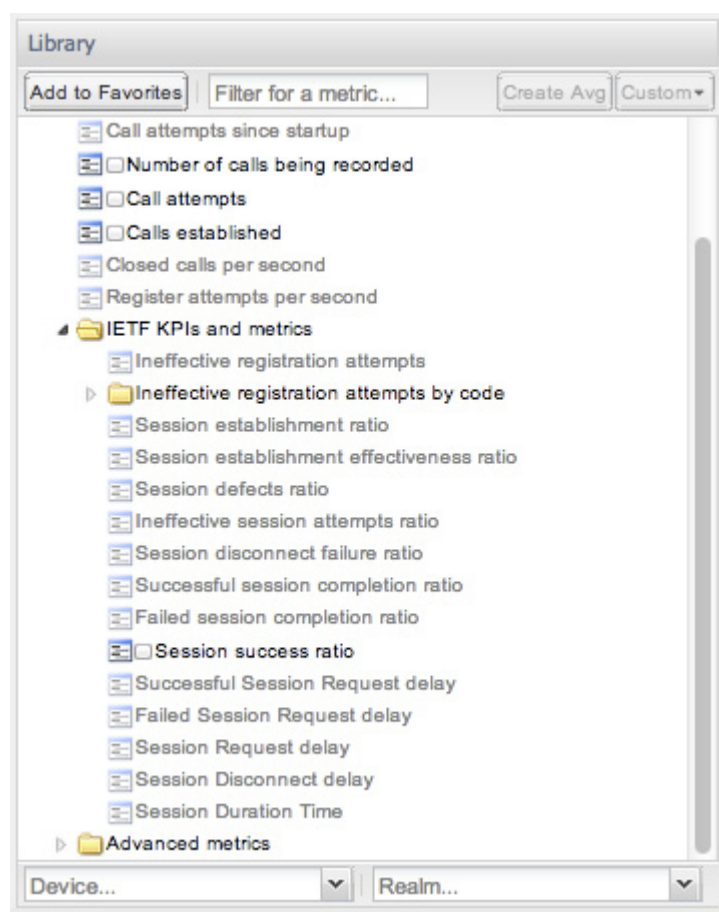 Library
Add to Favorites Filter for a metric... Create Avg Custom
Call attempts since startup
Number of calls being recorded
Call attempts
Calls established
Closed calls per second
Register attempts per second
IETF KPIs and metrics
Ineffective registration attempts
Ineffective registration attempts by code
Session establishment ratio
Session establishment effectiveness ratio
Session defects ratio
Ineffective session attempts ratio
Session disconnect failure ratio
Successful session completion ratio
Failed session completion ratio
Session success ratio
Successful Session Request delay
Failed Session Request delay
Session Request delay
Session Disconnect delay
Session Duration Time
Advanced metrics
Device... Realm...